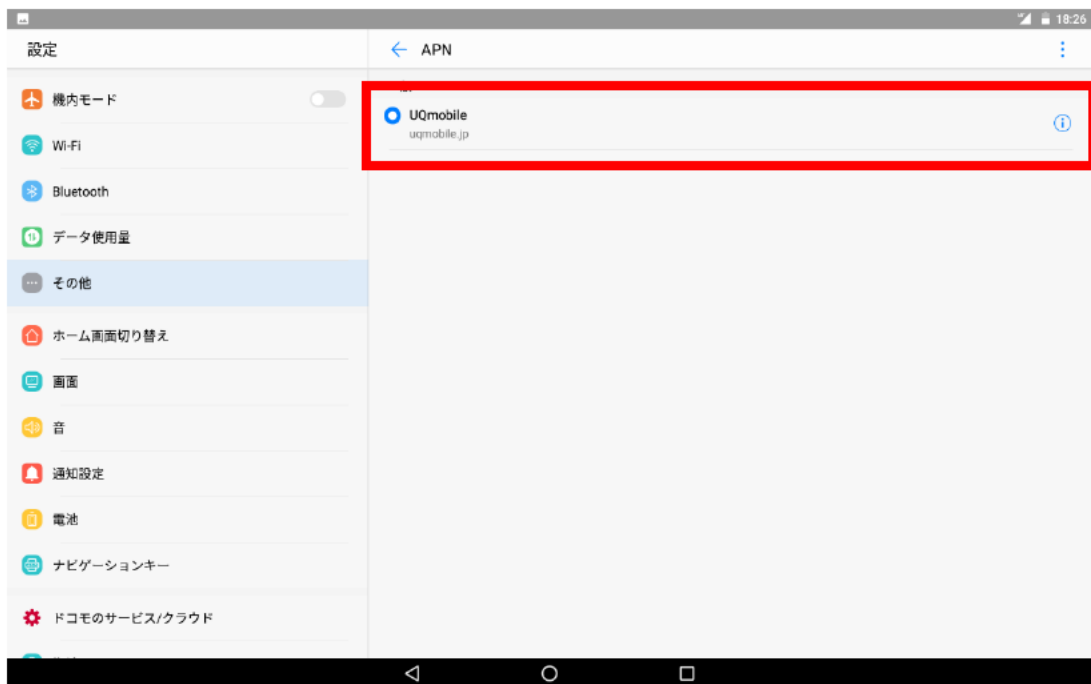 18:26
設定
APN
機内モード
UQmobile
uqmobile.jp
Wi-Fi
Bluetooth
データ使用量
その他
ホーム画面切り替え
画面
音
通知設定
電池
ナビゲーションキー
ドコモのサービス/クラウド